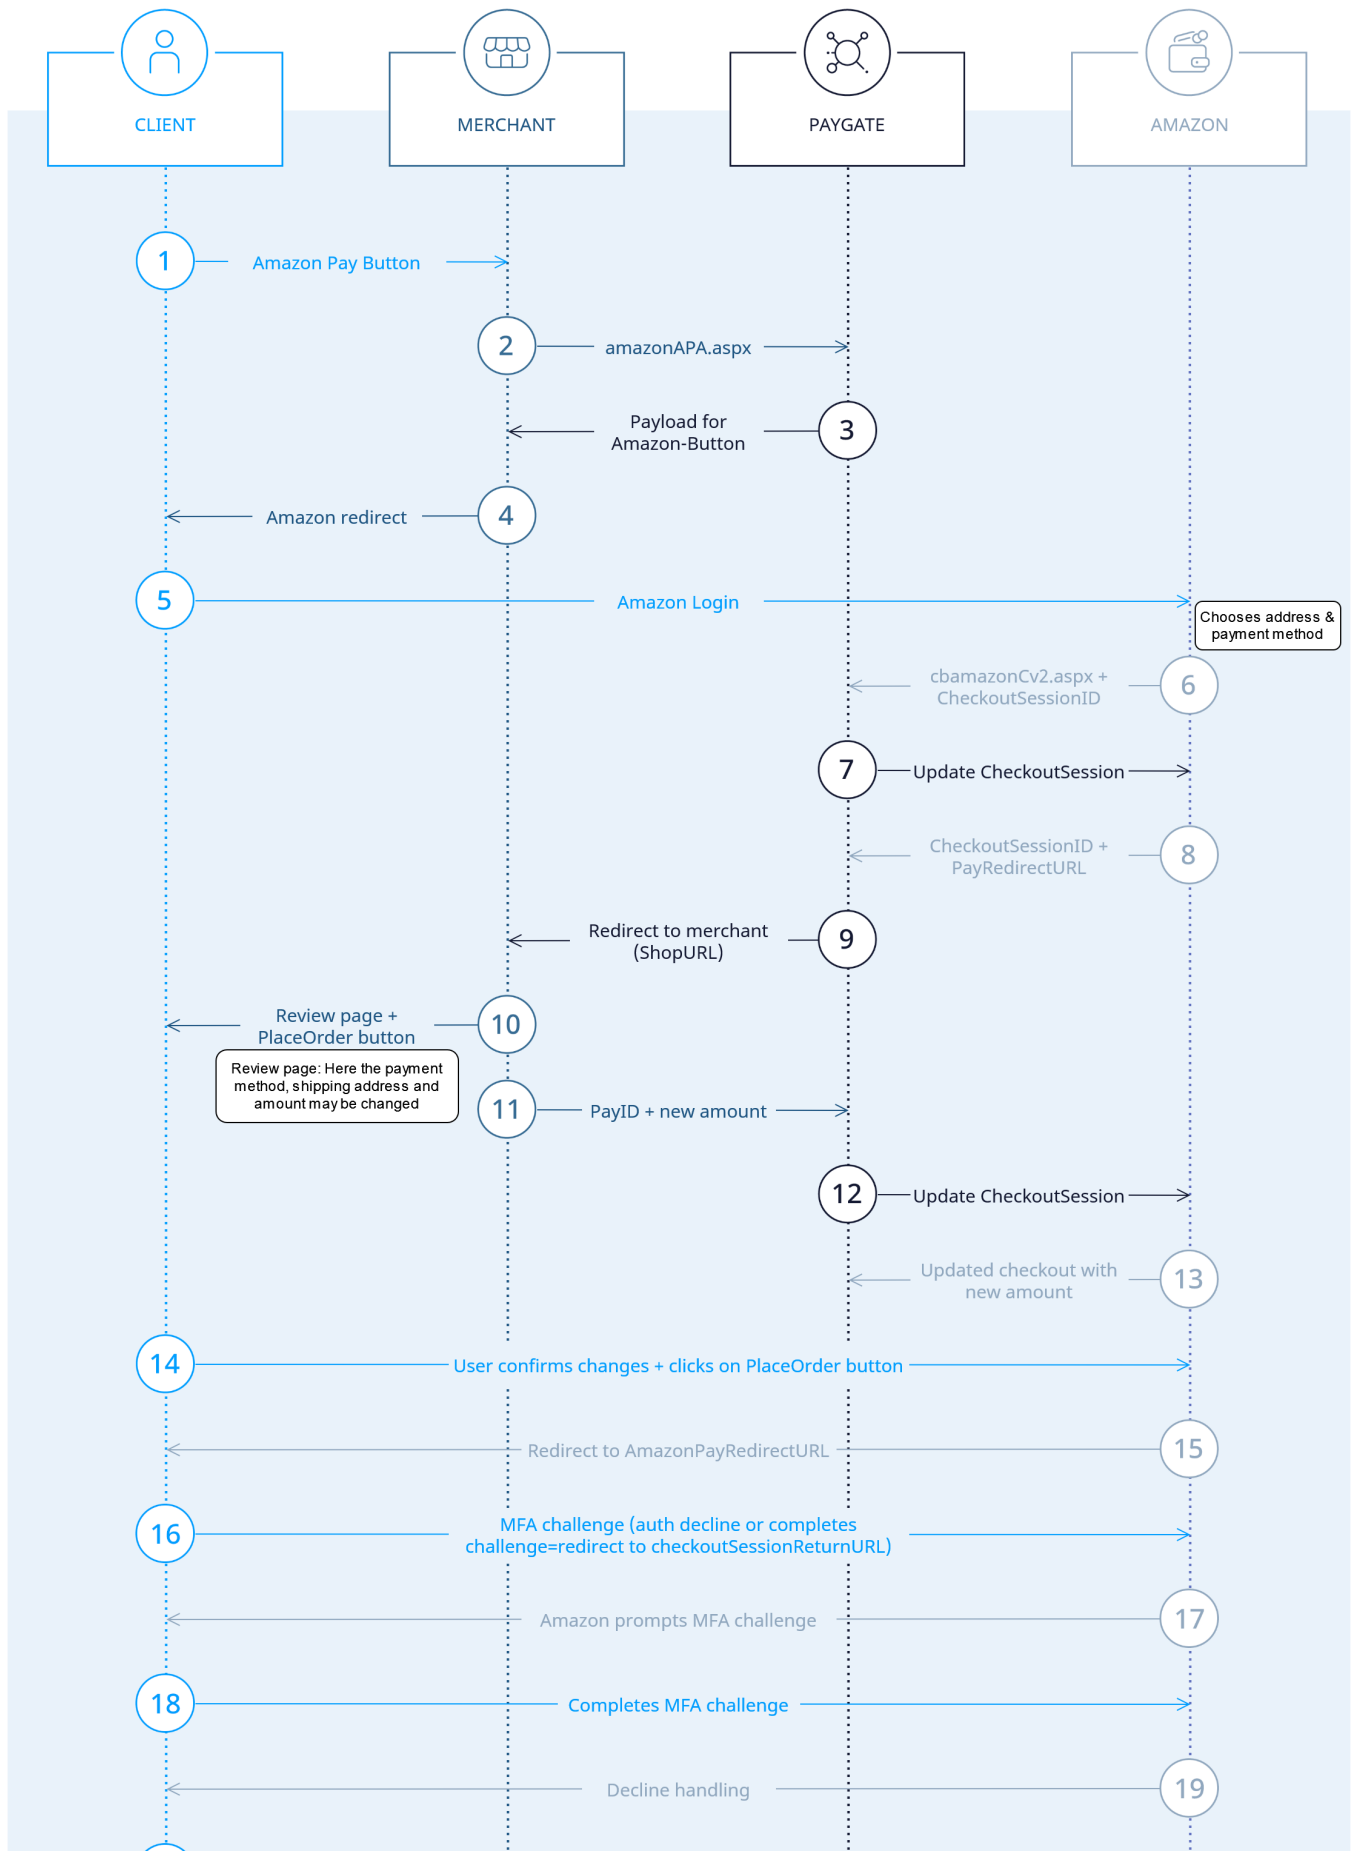 CLIENT
MERCHANT
PAYGATE
AMAZON
1
Amazon Pay Button
2
amazonAPA.aspx
Payload for
Amazon-Button
3
Amazon redirect
4
5
Amazon Login
Chooses address &
payment method
cbamazonCv2.aspx +
CheckoutSessionID
6
7
Update CheckoutSession
CheckoutSessionID +
PayRedirectURL
8
Redirect to merchant
(ShopURL)
9
Review page +
PlaceOrder button
10
Review page: Here the payment
method, shipping address and
amount may be changed
11
PayID + new amount
12
Update CheckoutSession
Updated checkout with
new amount
13
14
User confirms changes + clicks on PlaceOrder button
Redirect to AmazonPayRedirectURL
15
16
MFA challenge (auth decline or completes
challenge=redirect to checkoutSessionReturnURL)
Amazon prompts MFA challenge
17
18
Completes MFA challenge
Decline handling
19